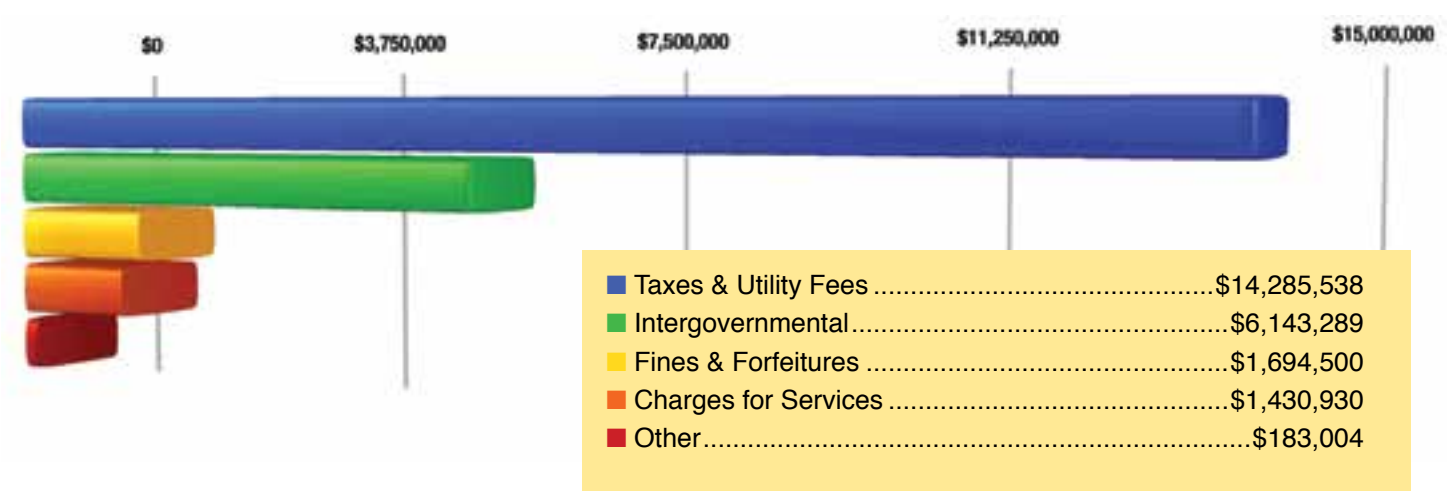 $0 $3,750,000 $7,500,000 $11,250,000 $15,000,000
Taxes & Utility Fees ..............................................$14,285,538
Intergovernmental...................................................$6,143,289
Fines & Forfeitures .................................................$1,694,500
Charges for Services ..............................................$1,430,930
Other..........................................................................$183,004